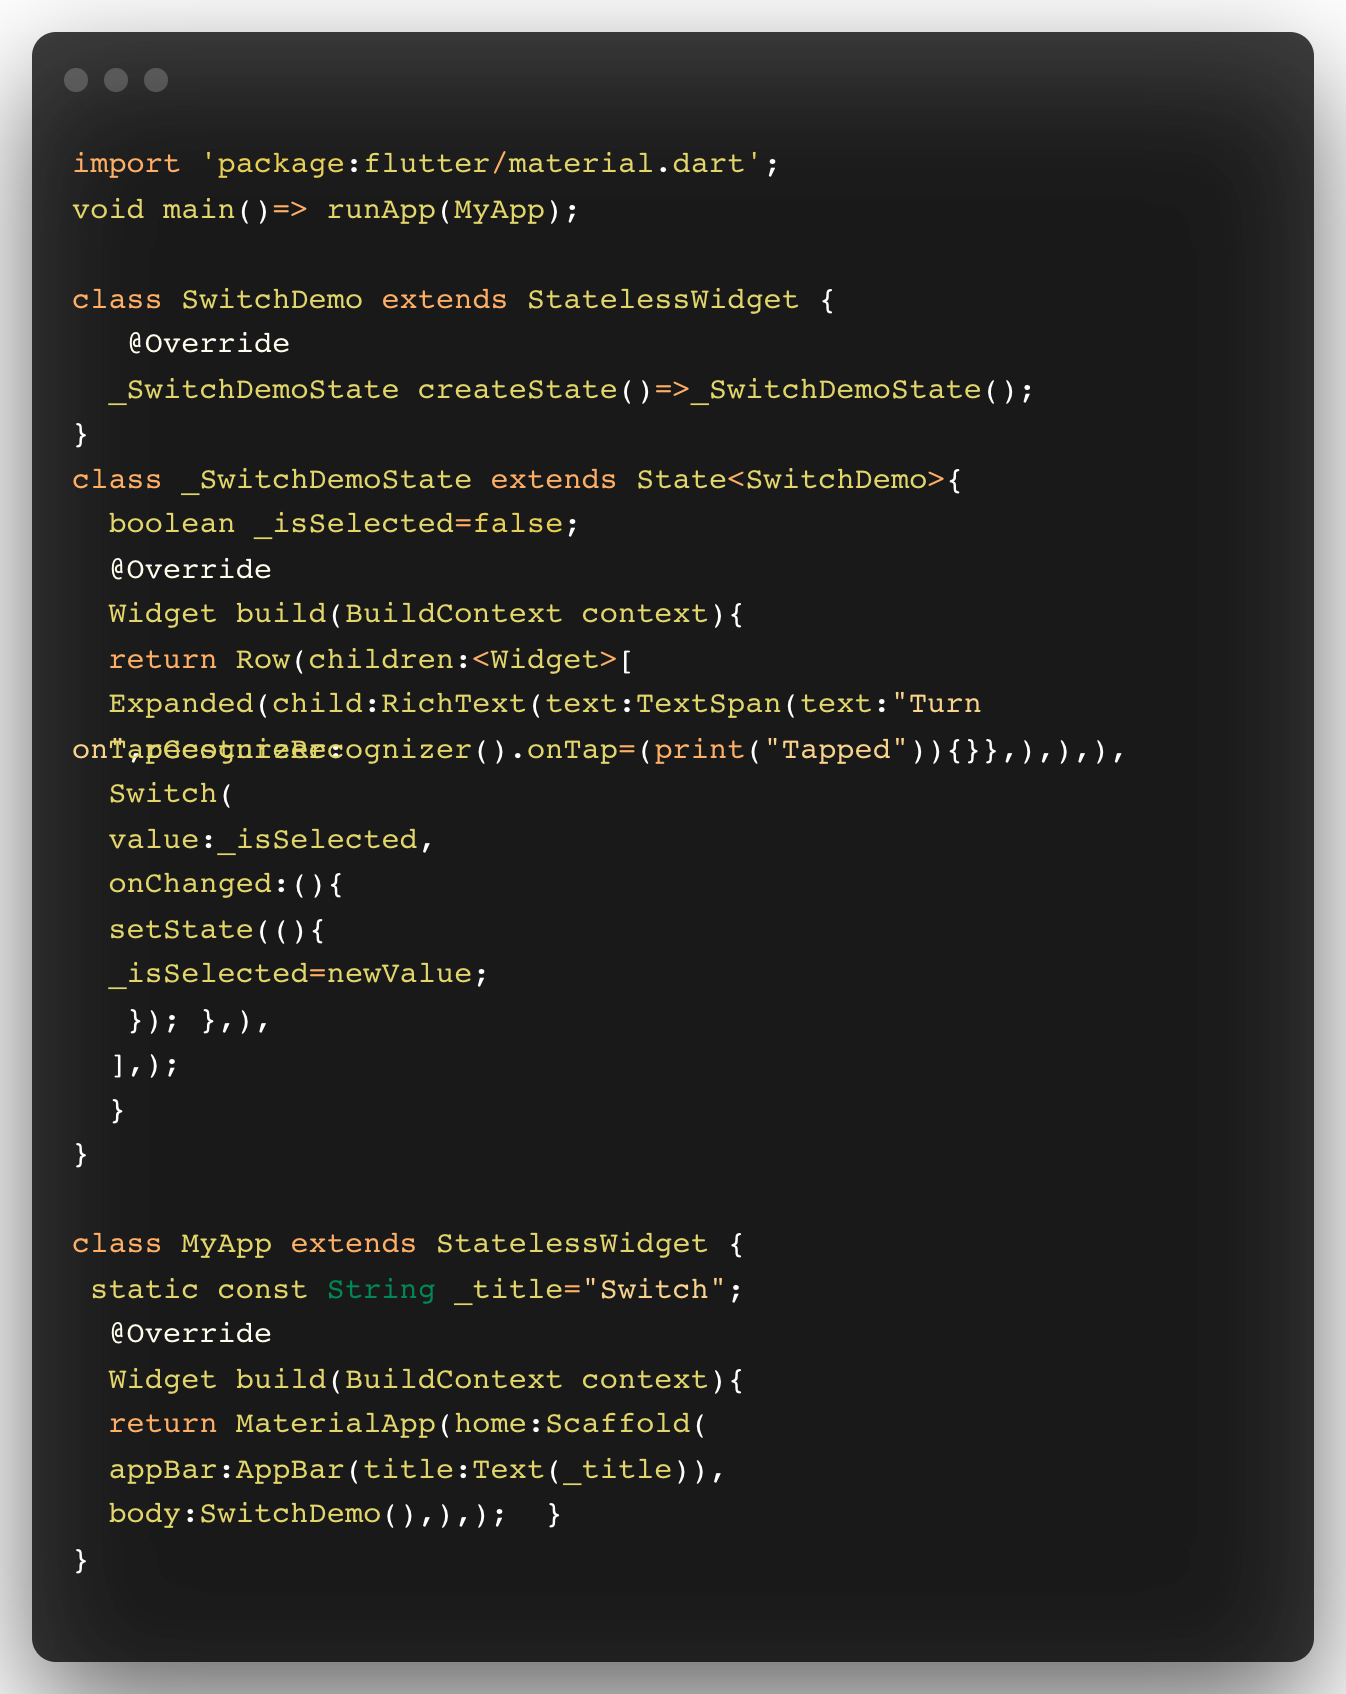 import 'package:flutter/material.dart';
void main()=> runApp(MyApp);
class SwitchDemo extends StatelessWidget {
@Override
_SwitchDemoState createState()=>_SwitchDemoState();
}
class _SwitchDemoState extends State<SwitchDemo>{
boolean _isSelected=false;
@Override
Widget build(BuildContext context){
return Row(children:<Widget>[
Expanded(child:RichText(text:TextSpan(text:"Turn
on",recognizer:
TapGestureRecognizer().onTap=(print("Tapped")){}},),),),
Switch(
value:_isSelected,
onChanged:(){
setState((){
_isSelected=newValue;
}); },),
],);
}
}
class MyApp extends StatelessWidget {
static const String _title="Switch";
@Override
Widget build(BuildContext context){
return MaterialApp(home:Scaffold(
appBar:AppBar(title:Text(_title)),
body:SwitchDemo(),),);  }
}